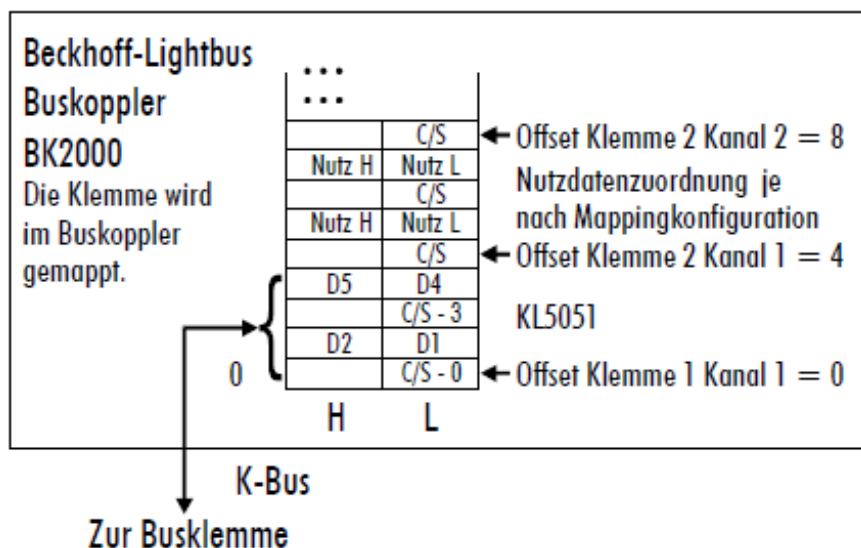 Beckhoff-Lightbus
Buskoppler
BK2000
Die Klemme wird
im Buskoppler
gemappt.
...
...
C/S
Offset Klemme 2 Kanal 2 = 8
Nutz H Nutz L
C/S
Nutz H Nutz L
Nutzdatenzuordnung je
nach Mappingkonfiguration
C/S
Offset Klemme 2 Kanal 1 = 4
D5 D4
C/S - 3
KL5051
D2 D1
0
C/S - 0
Offset Klemme 1 Kanal 1 = 0
H L
K-Bus
Zur Busklemme